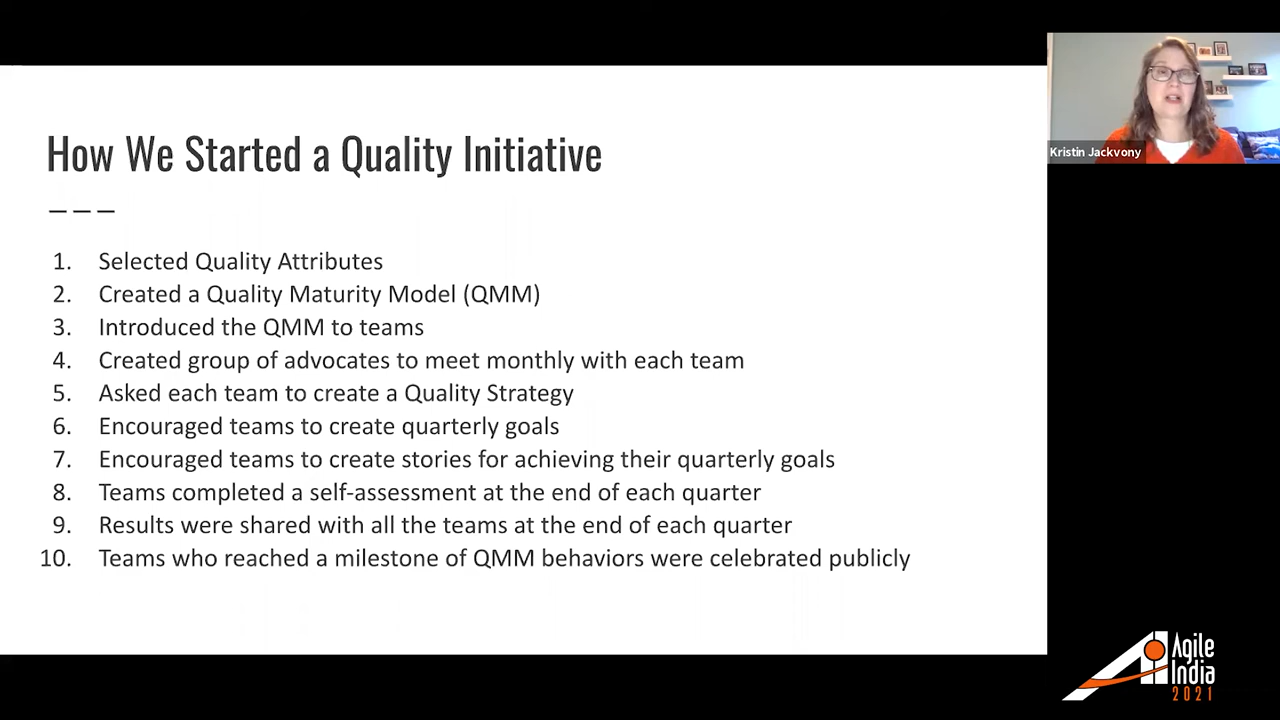 How We Started a Quality Initiative
1. Selected Quality Attributes
2. Created a Quality Maturity Model (QMM)
3. Introduced the QMM to teams
4. Created group of advocates to meet monthly with each team
5. Asked each team to create a Quality Strategy
6. Encouraged teams to create quarterly goals
7. Encouraged teams to create stories for achieving their quarterly goals
8. Teams completed a self-assessment at the end of each quarter
9. Results were shared with all the teams at the end of each quarter
10. Teams who reached a milestone of QMM behaviors were celebrated publicly
Kristin Jackvony
Agile
India
2021